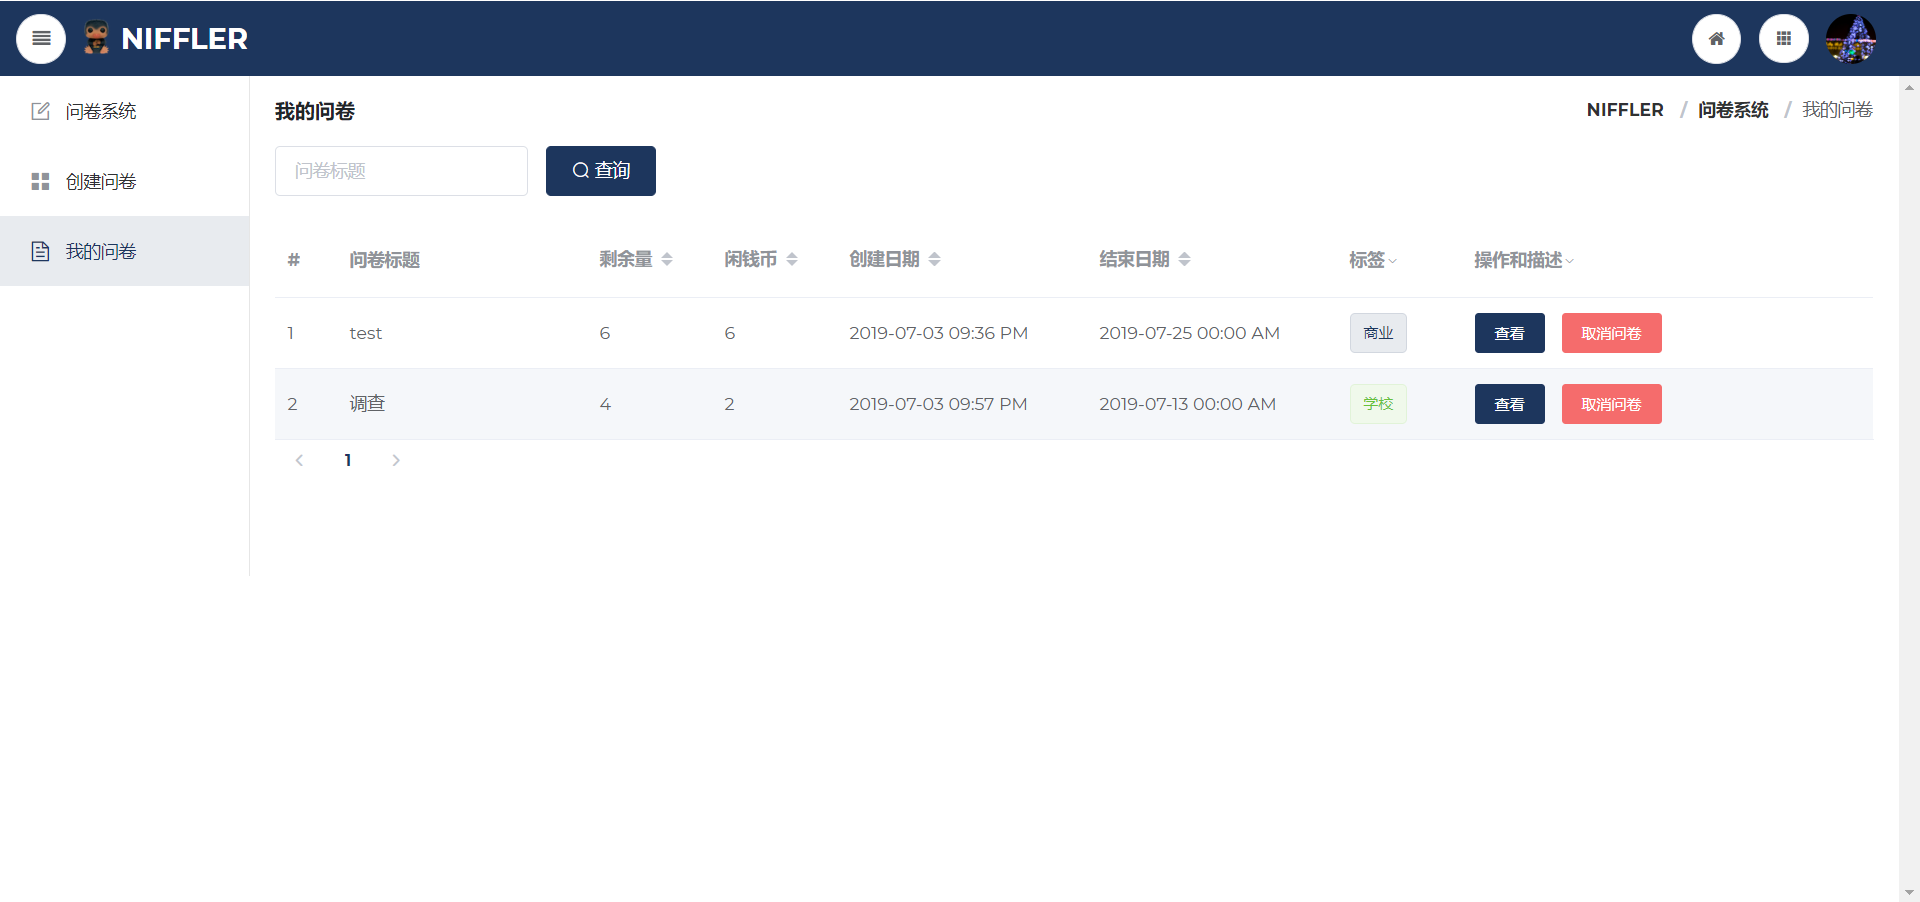 NIFFLER
问卷系统
创建问卷
我的问卷
我的问卷
NIFFLER / 问卷系统 / 我的问卷
问卷标题 查询
# 问卷标题 剩余量 闲钱币 创建日期 结束日期 标签 操作和描述
1 test 6 6 2019-07-03 09:36 PM 2019-07-25 00:00 AM 商业 查看 取消问卷
2 调查 4 2 2019-07-03 09:57 PM 2019-07-13 00:00 AM 学校 查看 取消问卷
1